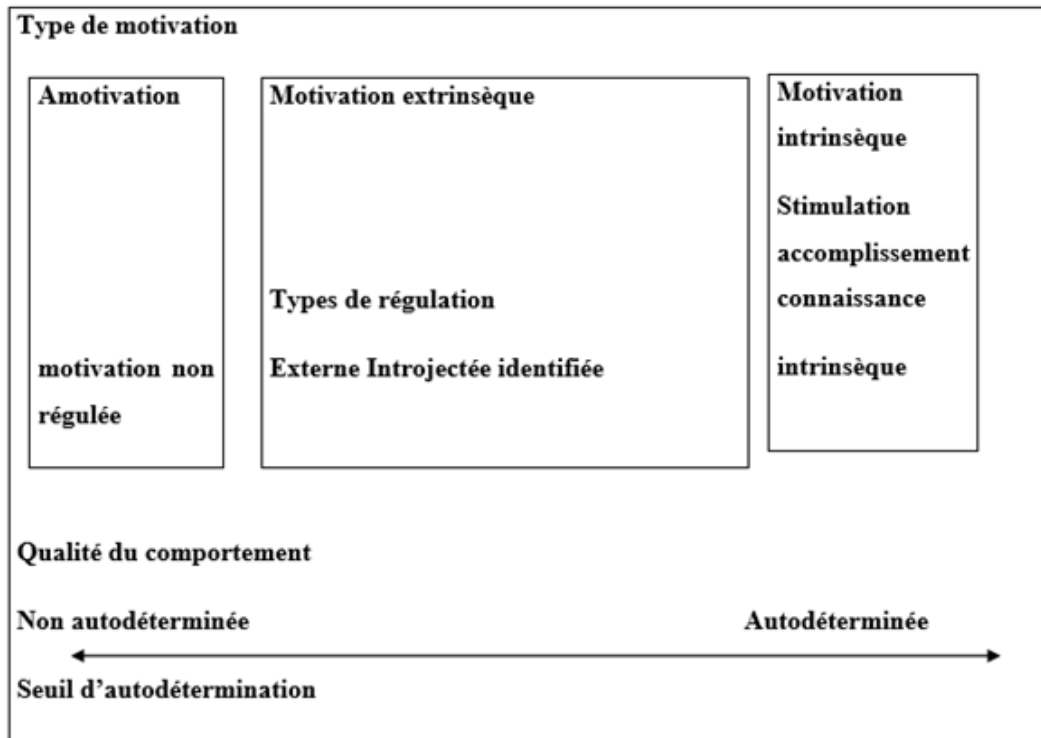 Type de motivation
Amotivation
motivation non
régulée
Motivation extrinsèque
Types de régulation
Externe Introjectée identifiée
Motivation
intrinsèque
Stimulation
accomplissement
connaissance
intrinsèque
Qualité du comportement
Non autodéterminée
Autodéterminée
Seuil d'autodétermination